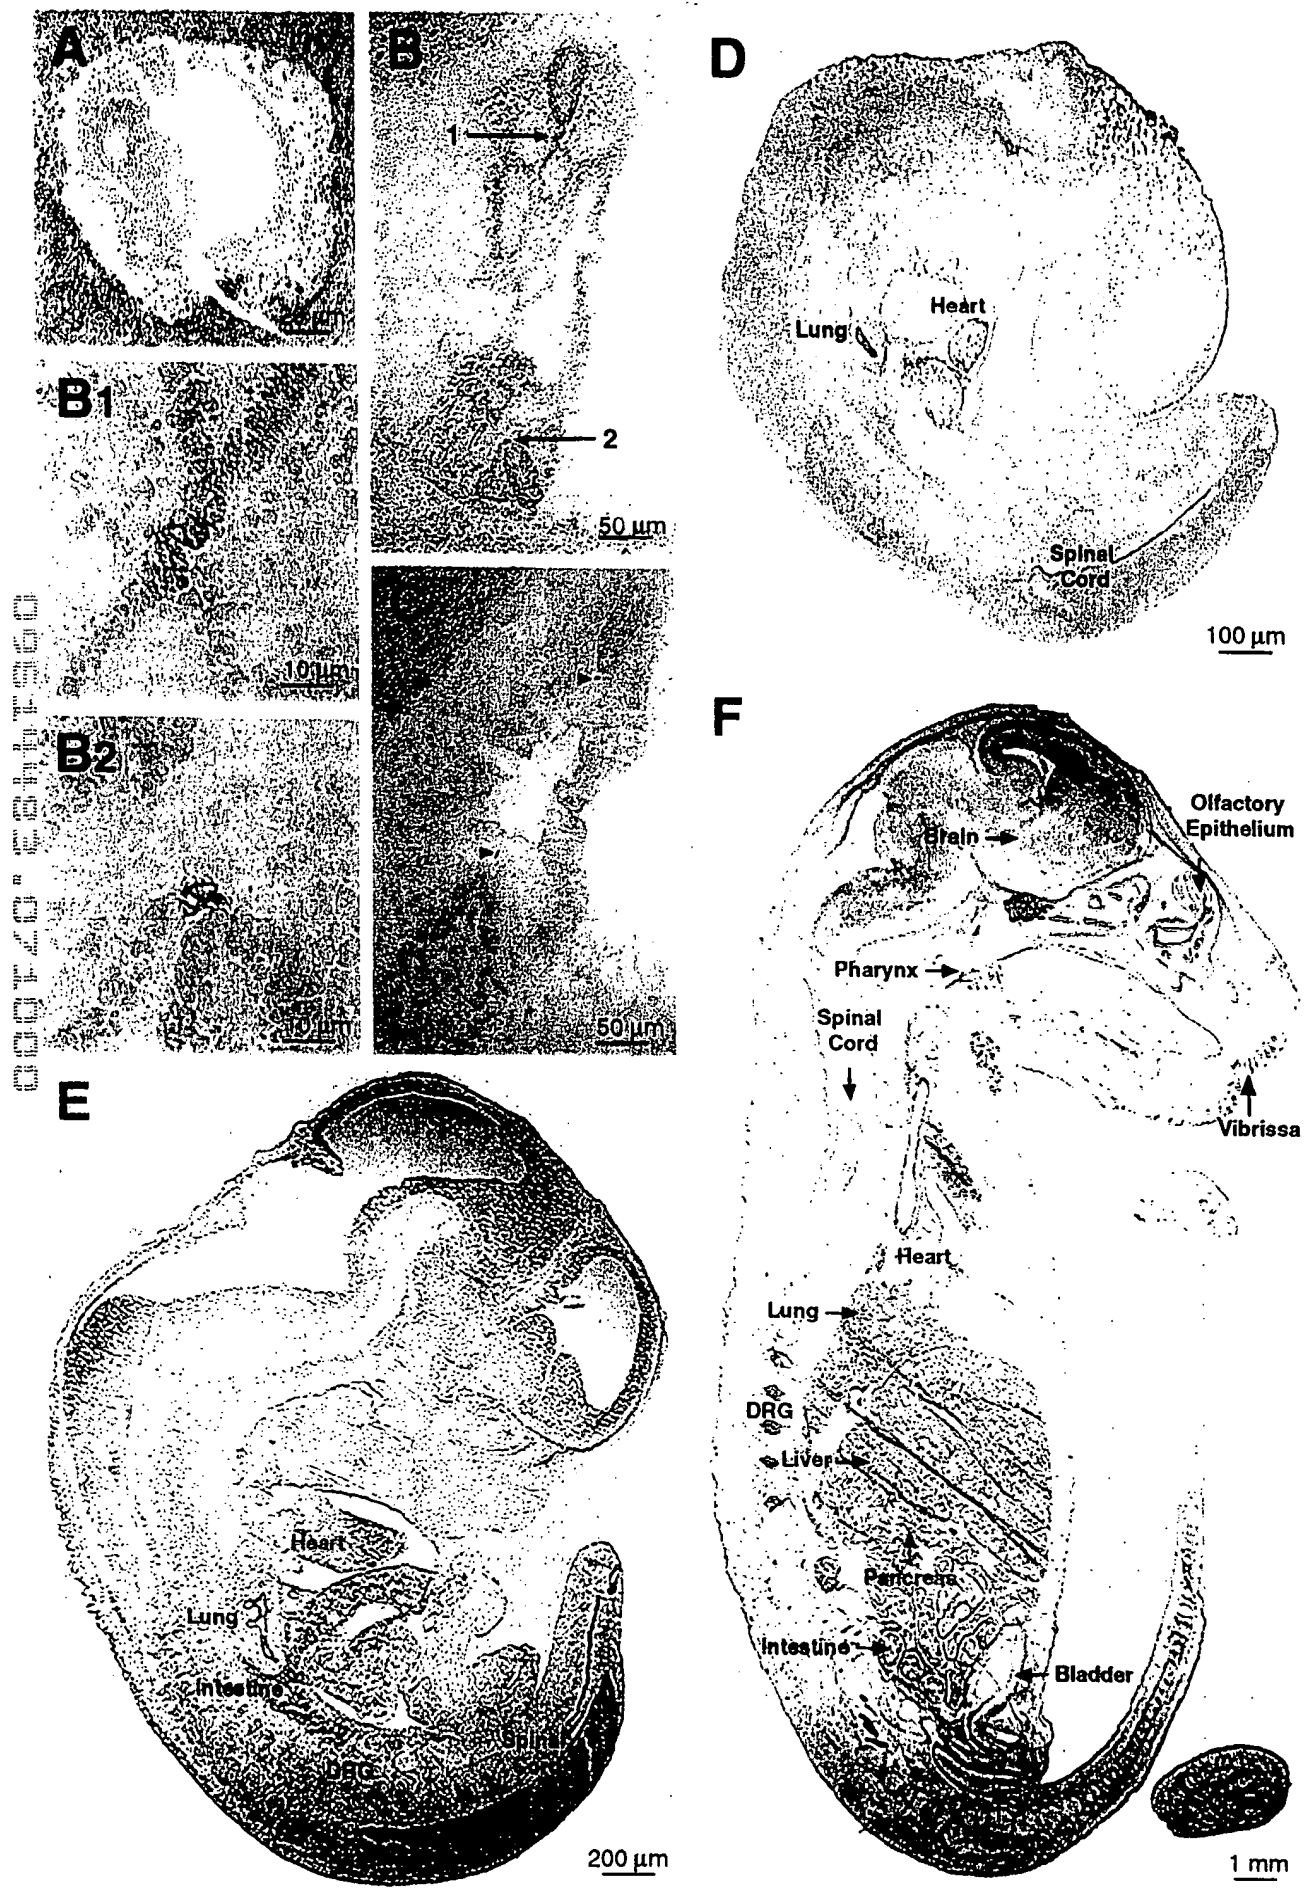 A
B
1
2
50 µm
B1
10 µm
B2
10 µm
C
50 µm
D
Lung
Heart
Spinal
Cord
100 µm
E
Heart
Lung
Intestine
Spinal
DRG
200 µm
F
Brain
Olfactory
Epithelium
Pharynx
Spinal
Cord
Vibrissa
Heart
Lung
DRG
Liver
Pancreas
Intestine
Bladder
1 mm